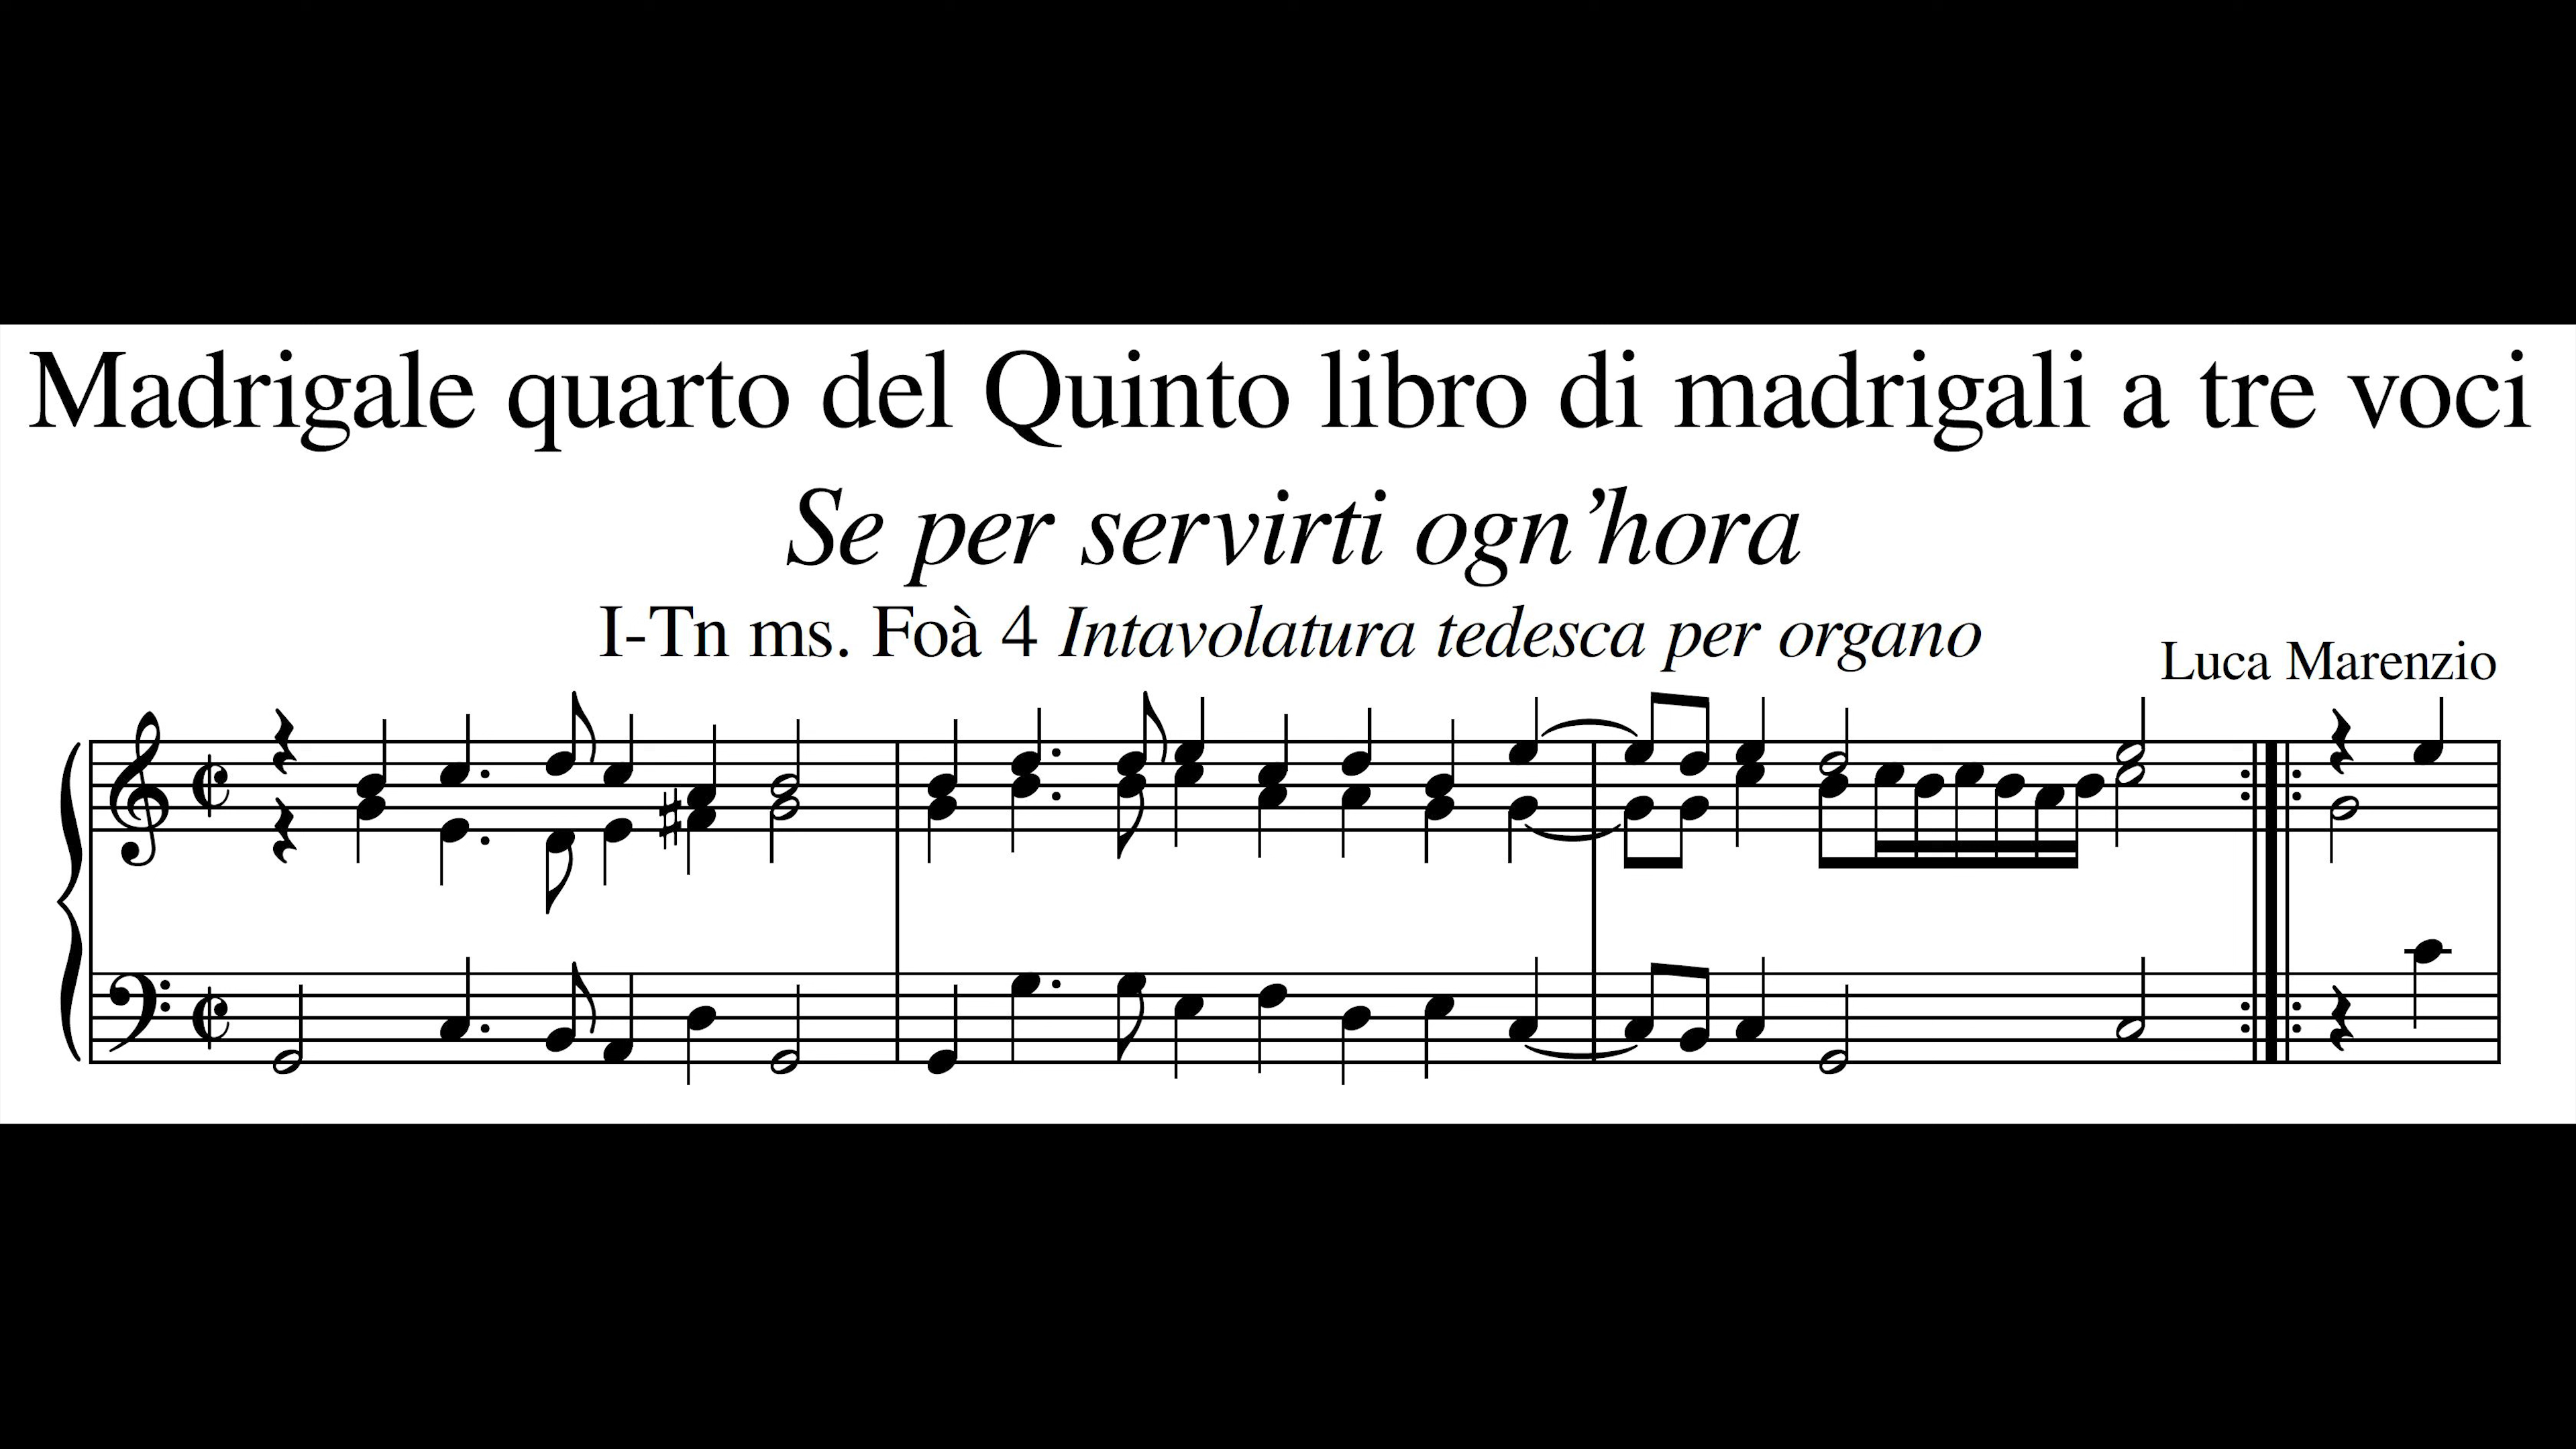 Madrigale quarto del Quinto libro di madrigali a tre voci
Se per servirti ogn’hora
I-Tn ms. Foà 4 Intavolatura tedesca per organo
Luca Marenzio